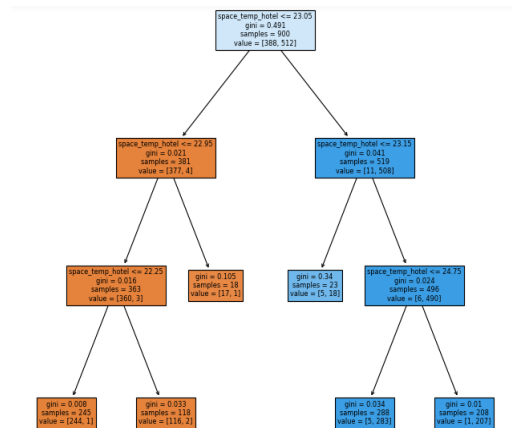 space_temp_hotel <= 23.05
gini = 0.491
samples = 900
value = [388, 512]
space_temp_hotel <= 22.95
gini = 0.021
samples = 381
value = [377, 4]
space_temp_hotel <= 23.15
gini = 0.041
samples = 519
value = [11, 508]
space_temp_hotel <= 22.25
gini = 0.016
samples = 363
value = [360, 3]
gini = 0.105
samples = 18
value = [17, 1]
gini = 0.34
samples = 23
value = [5, 18]
space_temp_hotel <= 24.75
gini = 0.024
samples = 496
value = [6, 490]
gini = 0.008
samples = 245
value = [244, 1]
gini = 0.033
samples = 118
value = [116, 2]
gini = 0.034
samples = 288
value = [5, 283]
gini = 0.01
samples = 208
value = [1, 207]